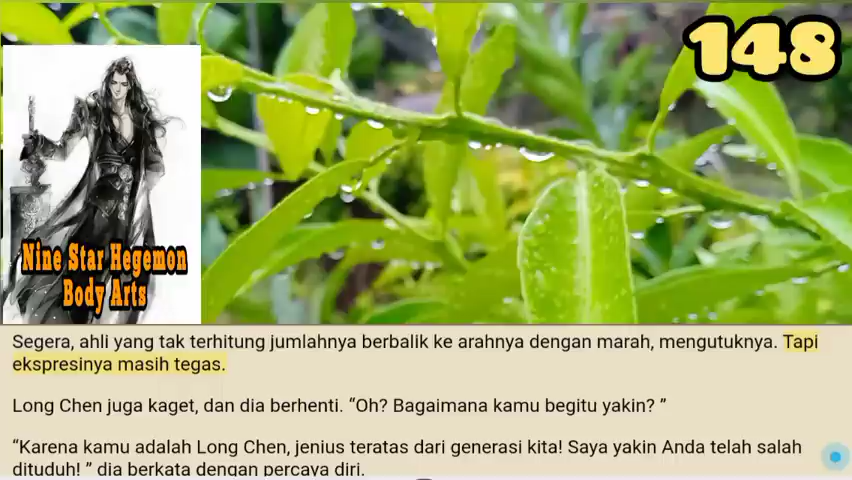 148
Nine Star Hegemon
Body Arts
Segera, ahli yang tak terhitung jumlahnya berbalik ke arahnya dengan marah, mengutuknya. Tapi
ekspresinya masih tegas.
Long Chen juga kaget, dan dia berhenti. “Oh? Bagaimana kamu begitu yakin? ”
“Karena kamu adalah Long Chen, jenius teratas dari generasi kita! Saya yakin Anda telah salah
dituduh! ” dia berkata dengan percaya diri.